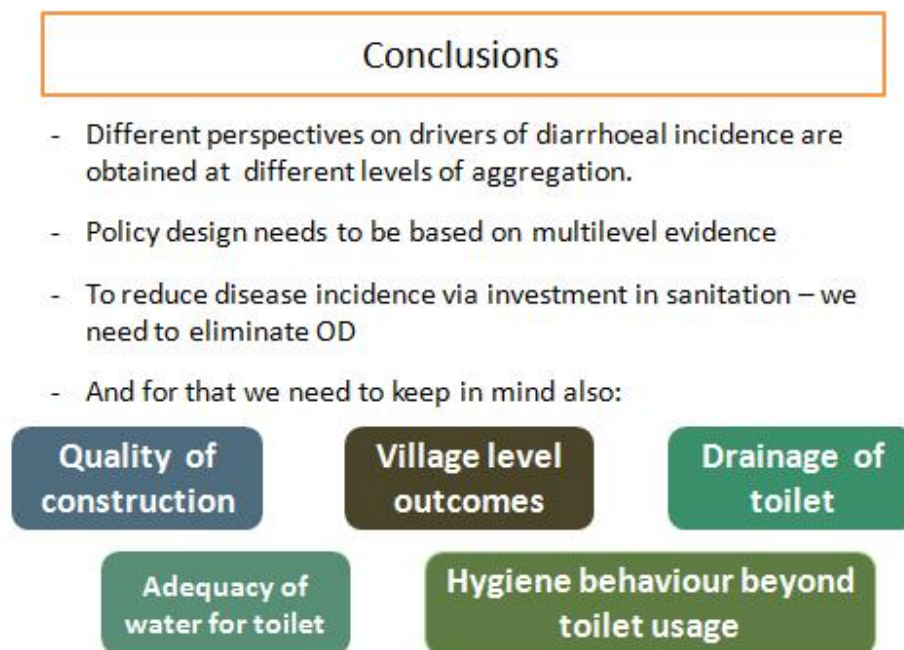 Conclusions
- Different perspectives on drivers of diarrhoeal incidence are
obtained at different levels of aggregation.
- Policy design needs to be based on multilevel evidence
- To reduce disease incidence via investment in sanitation – we
need to eliminate OD
- And for that we need to keep in mind also:
Quality of
construction
Village level
outcomes
Drainage of
toilet
Adequacy of
water for toilet
Hygiene behaviour beyond
toilet usage